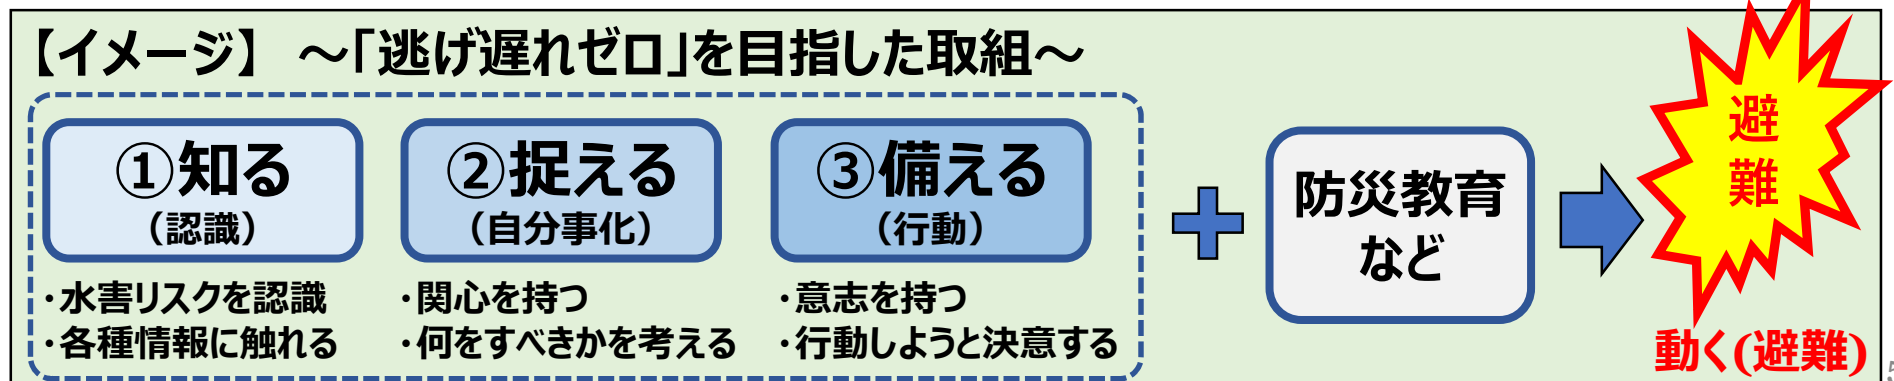 【イメージ】 ～「逃げ遅れゼロ」を目指した取組～
①知る
（認識）
・水害リスクを認識
・各種情報に触れる
②捉える
（自分事化）
・関心を持つ
・何をすべきかを考える
③備える
（行動）
・意志を持つ
・行動しようと決意する
防災教育
など
避
難
動く(避難)